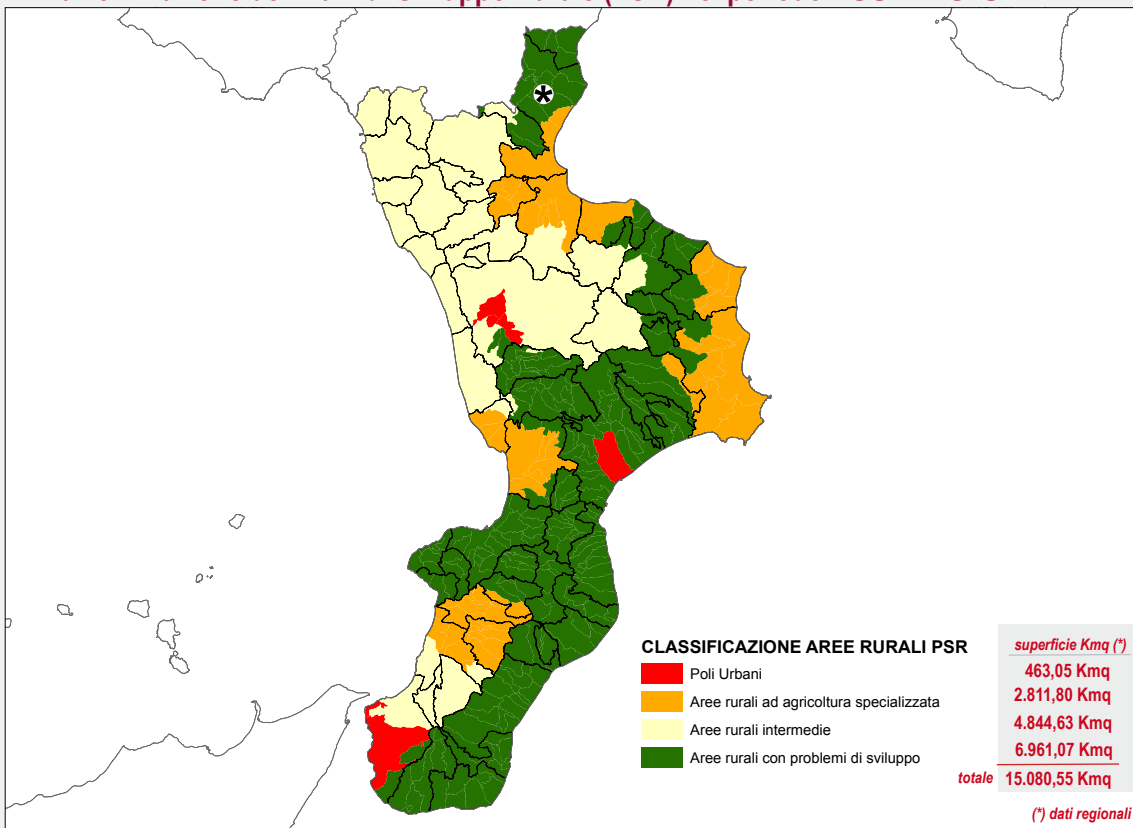 CLASSIFICAZIONE AREE RURALI PSR
superficie Kmq (*)
Poli Urbani
463,05 Kmq
Aree rurali ad agricoltura specializzata
2.811,80 Kmq
Aree rurali intermedie
4.844,63 Kmq
Aree rurali con problemi di sviluppo
6.961,07 Kmq
totale 15.080,55 Kmq
(*) dati regionali